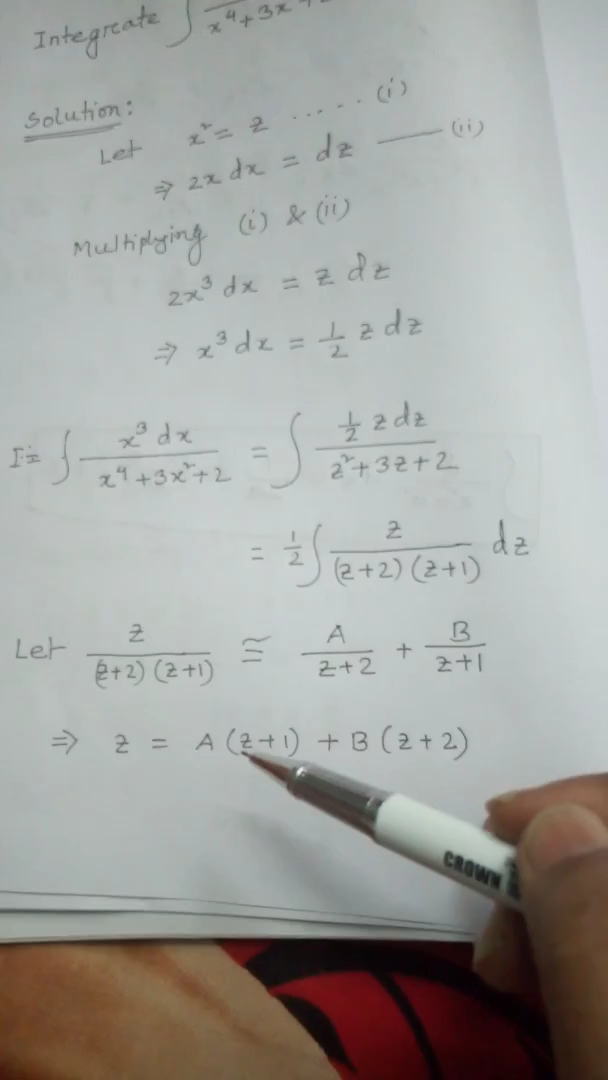 Integreate ∫ x⁴+3x
Solution:
Let x² = z ..... (i)
⇒ 2x dx = dz —— (ii)
Multiplying (i) & (ii)
2x³ dx = z dz
⇒ x³ dx = 1/2 z dz
I = ∫ x³ dx / x⁴+3x²+2 = ∫ 1/2 z dz / z²+3z+2
= 1/2 ∫ z / (z+2) (z+1) dz
Let z / (z+2) (z+1) ≅ A / z+2 + B / z+1
⇒ z = A (z+1) + B (z+2)
CROWN